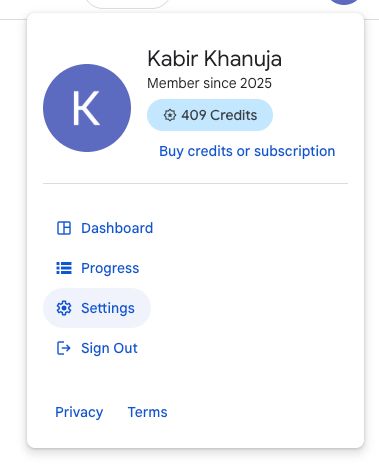 K
Kabir Khanuja
Member since 2025
409 Credits
Buy credits or subscription
Dashboard
Progress
Settings
Sign Out
Privacy Terms